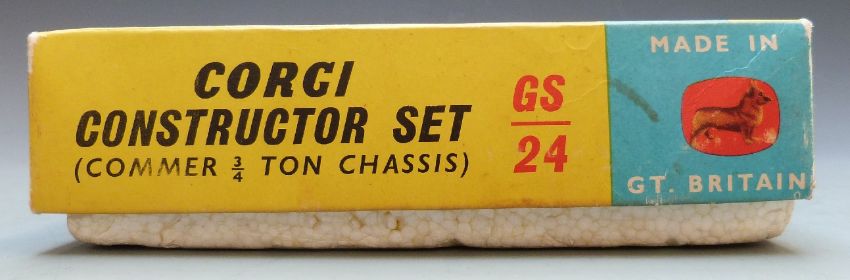 CORGI
CONSTRUCTOR SET
(COMMER 3/4 TON CHASSIS)
GS
24
MADE IN
GT. BRITAIN